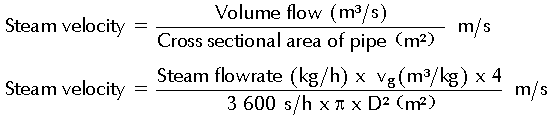 Steam velocity = Volume flow (m³/s) / Cross sectional area of pipe (m²) m/s
Steam velocity = Steam flowrate (kg/h) x vg (m³/kg) x 4 / 3 600 s/h x π x D² (m²) m/s